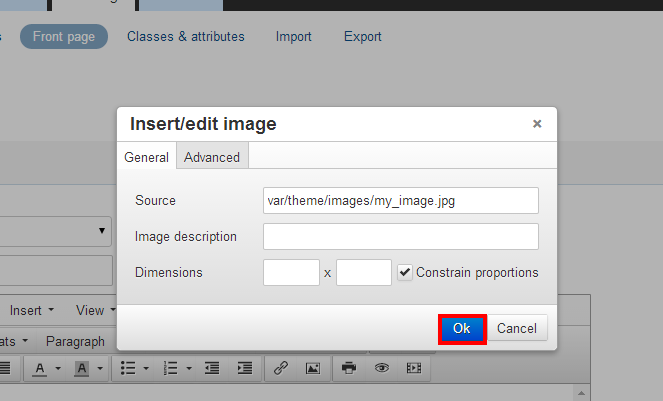 Front page Classes & attributes Import Export
Insert/edit image ×
General Advanced
Source var/theme/images/my_image.jpg
Image description
Dimensions x Constrain proportions
Insert View
Ok Cancel
ats Paragraph
A A